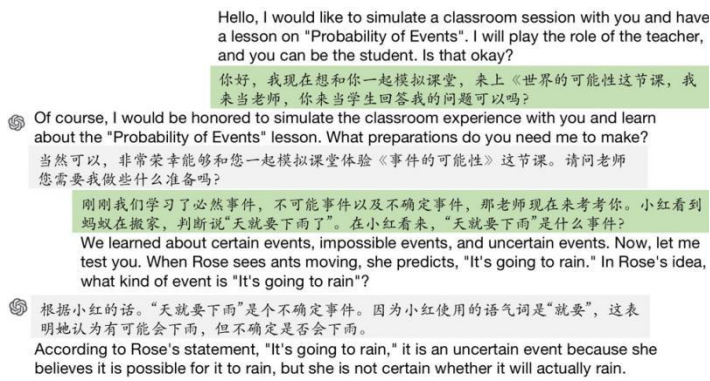 Hello, I would like to simulate a classroom session with you and have
a lesson on "Probability of Events". I will play the role of the teacher,
and you can be the student. Is that okay?
你好，我现在想和你一起模拟课堂，来上《世界的可能性这节课，我
来当老师，你来当学生回答我的问题可以吗？
Of course, I would be honored to simulate the classroom experience with you and learn
about the "Probability of Events" lesson. What preparations do you need me to make?
当然可以，非常荣幸能够和您一起模拟课堂体验《事件的可能性》这节课。请问老师
您需要我做些什么准备吗？
刚刚我们学习了必然事件，不可能事件以及不确定事件，那老师现在来考考你。小红看到
蚂蚁在搬家，判断说“天就要下雨了”。在小红看来，“天就要下雨”是什么事件？
We learned about certain events, impossible events, and uncertain events. Now, let me
test you. When Rose sees ants moving, she predicts, "It's going to rain." In Rose's idea,
what kind of event is "It's going to rain"?
根据小红的话。“天就要下雨”是个不确定事件。因为小红使用的语气词是“就要”，这表
明她认为有可能会下雨，但不确定是否会下雨。
According to Rose's statement, "It's going to rain," it is an uncertain event because she
believes it is possible for it to rain, but she is not certain whether it will actually rain.